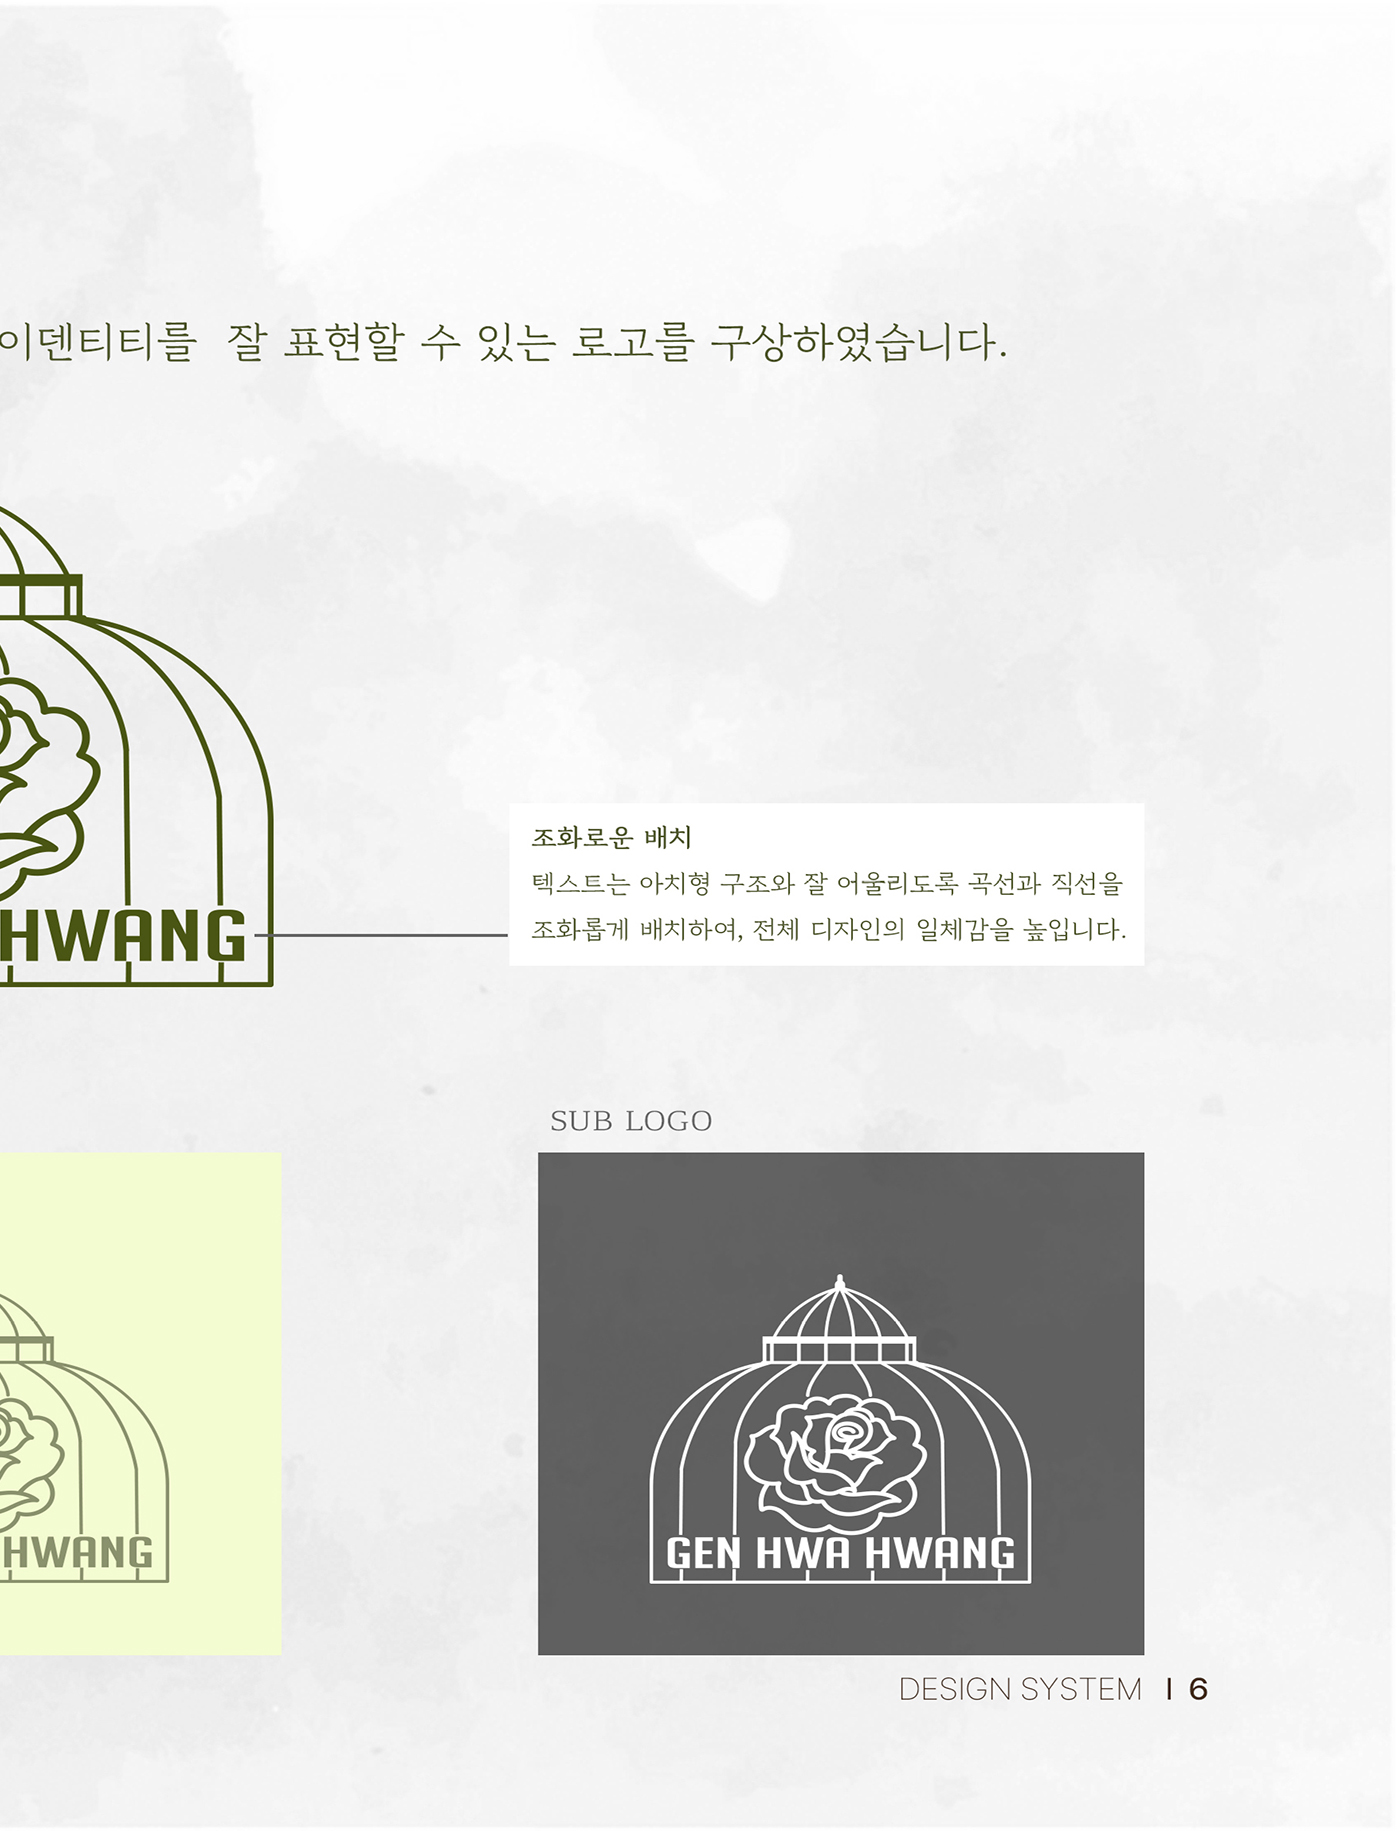 이덴티티를 잘 표현할 수 있는 로고를 구상하였습니다.
HWANG
조화로운 배치
텍스트는 아치형 구조와 잘 어울리도록 곡선과 직선을
조화롭게 배치하여, 전체 디자인의 일체감을 높입니다.
SUB LOGO
HWANG
GEN HWA HWANG
DESIGN SYSTEM | 6